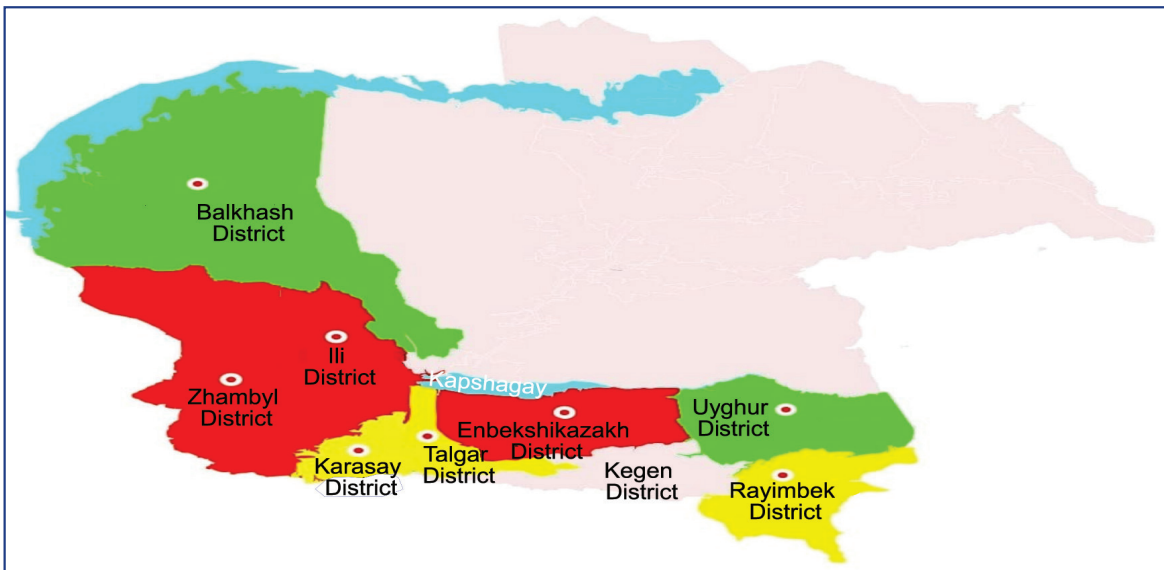 Balkhash
District
Ili
District
Zhambyl
District
Kapshagay
Karasay
District
Talgar
District
Enbekshikazakh
District
Kegen
District
Uyghur
District
Rayimbek
District